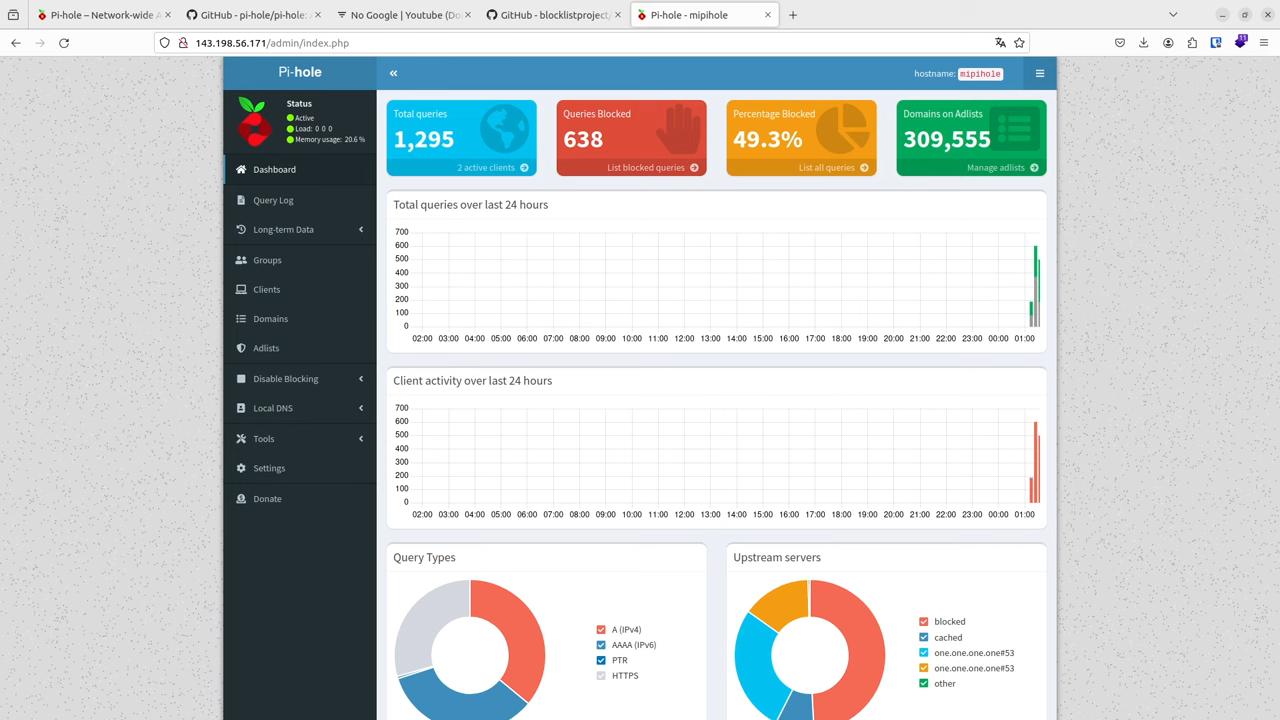 Pi-hole – Network-wide A
GitHub - pi-hole/pi-hole:
No Google | Youtube (Do
GitHub - blocklistproject/
Pi-hole - mipihole
143.198.56.171/admin/index.php
11
Pi-hole
hostname: mipihole
Status
Active
Load: 0 0 0
Memory usage: 20.6 %
Total queries
1,295
2 active clients
Queries Blocked
638
List blocked queries
Percentage Blocked
49.3%
List all queries
Domains on Adlists
309,555
Manage adlists
Dashboard
Query Log
Long-term Data
Groups
Clients
Domains
Adlists
Disable Blocking
Local DNS
Tools
Settings
Donate
Total queries over last 24 hours
700
600
500
400
300
200
100
0
02:00 03:00 04:00 05:00 06:00 07:00 08:00 09:00 10:00 11:00 12:00 13:00 14:00 15:00 16:00 17:00 18:00 19:00 20:00 21:00 22:00 23:00 00:00 01:00
Client activity over last 24 hours
700
600
500
400
300
200
100
0
02:00 03:00 04:00 05:00 06:00 07:00 08:00 09:00 10:00 11:00 12:00 13:00 14:00 15:00 16:00 17:00 18:00 19:00 20:00 21:00 22:00 23:00 00:00 01:00
Query Types
A (IPv4)
AAAA (IPv6)
PTR
HTTPS
Upstream servers
blocked
cached
one.one.one.one#53
one.one.one.one#53
other